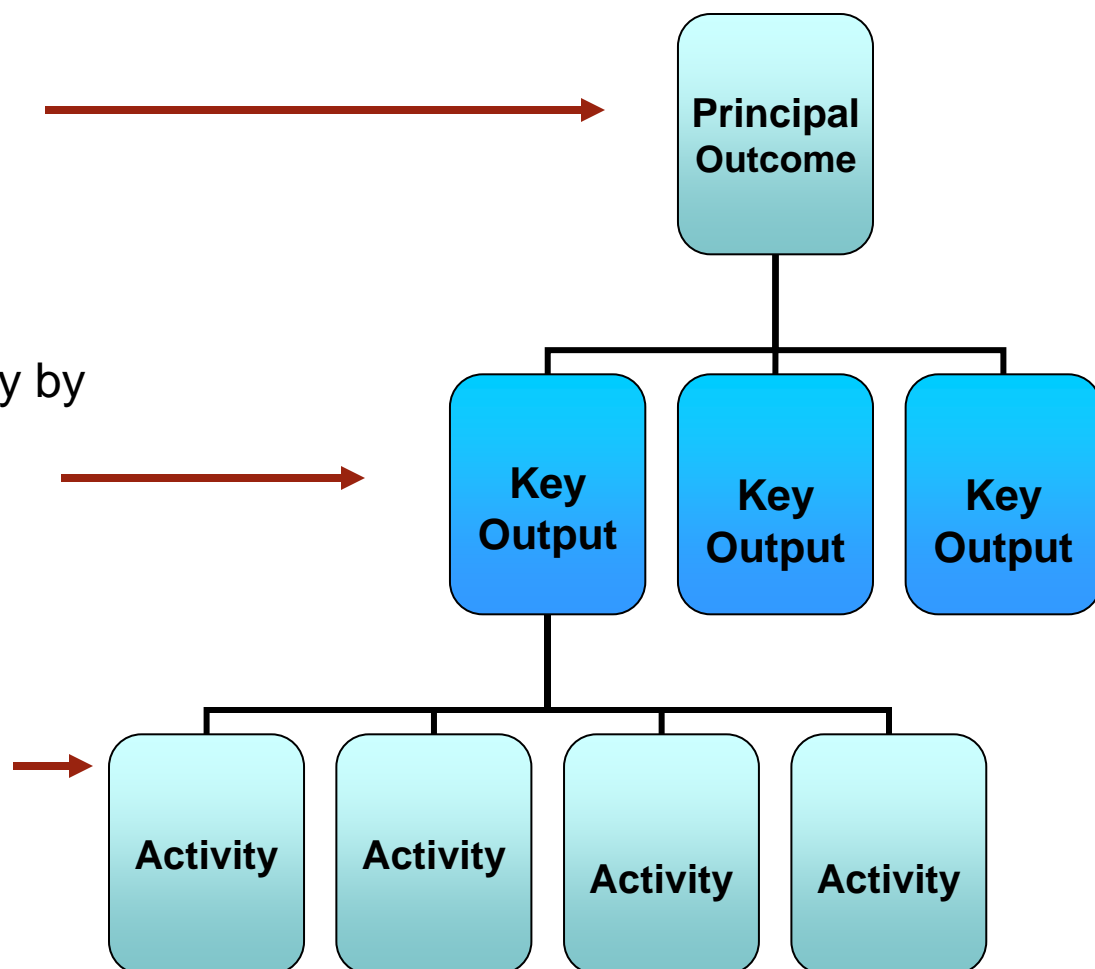 Principal
Outcome
y by
Key
Output
Key
Output
Key
Output
Activity
Activity
Activity
Activity